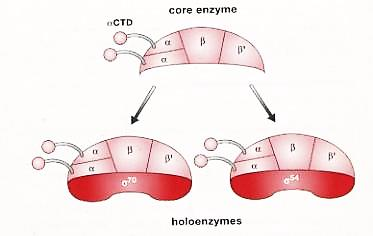 core enzyme
αCTD
α β β'
α
α β β'
α
σ70
α β β'
α
σ54
holoenzymes